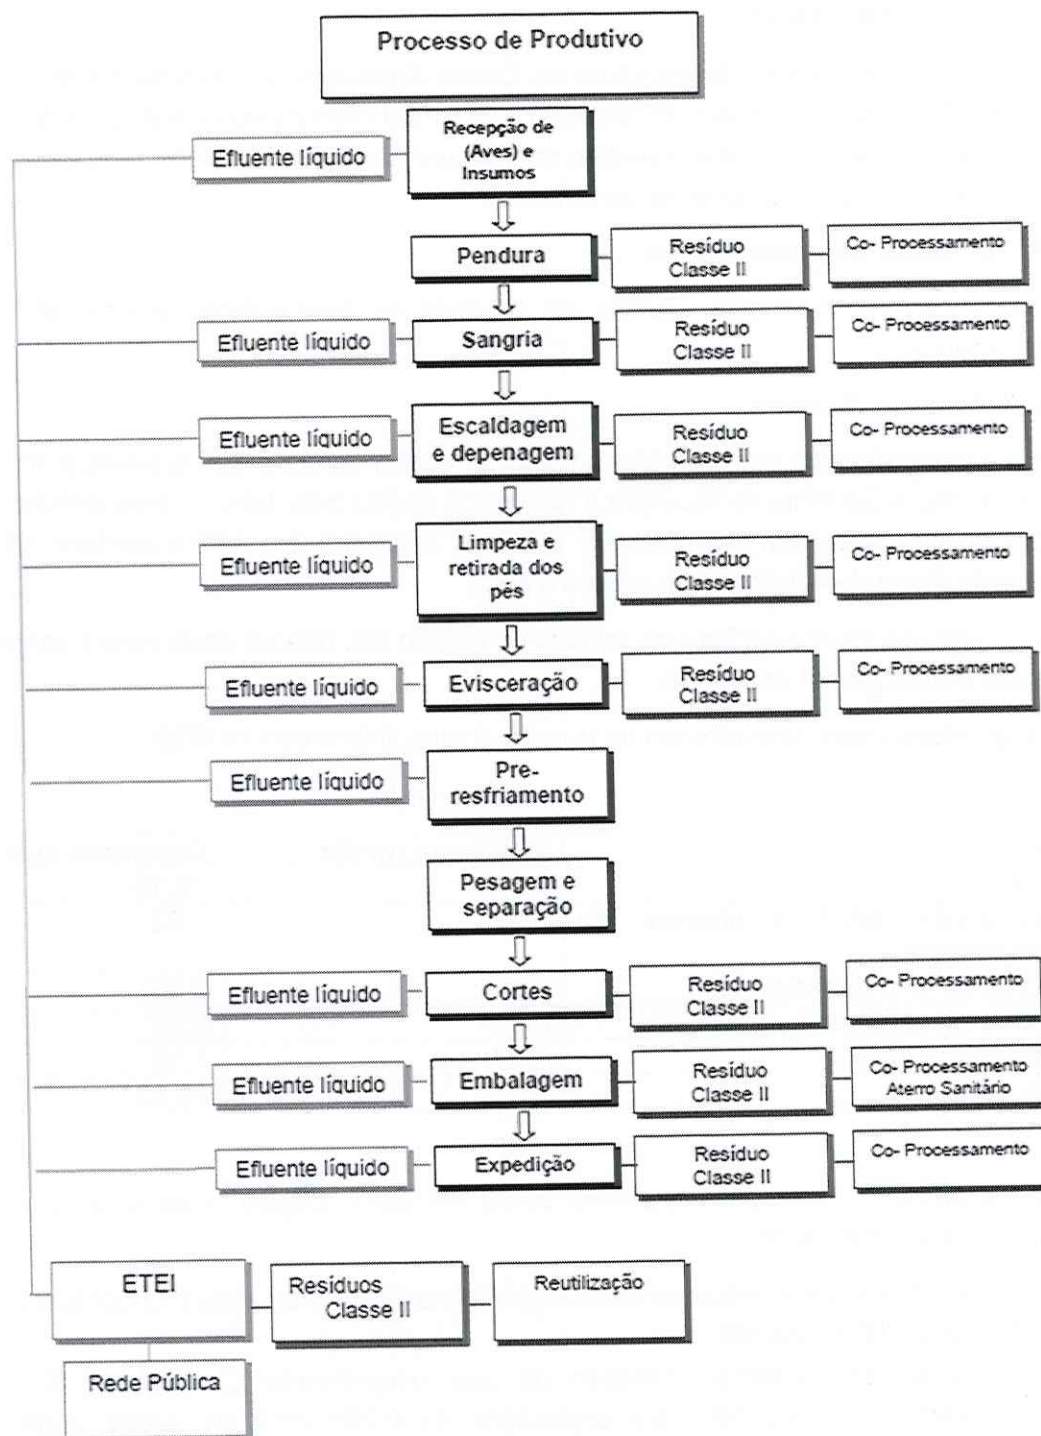 Processo de Produtivo
Efluente líquido
Recepção de
(Aves) e
Insumos
Pendura
Resíduo
Classe II
Co- Processamento
Efluente líquido
Sangria
Resíduo
Classe II
Co- Processamento
Efluente líquido
Escaldagem
e depenagem
Resíduo
Classe II
Co- Processamento
Efluente líquido
Limpeza e
retirada dos
pés
Resíduo
Classe II
Co- Processamento
Efluente líquido
Evisceração
Resíduo
Classe II
Co- Processamento
Efluente líquido
Pre-
resfriamento
Pesagem e
separação
Efluente líquido
Cortes
Resíduo
Classe II
Co- Processamento
Efluente líquido
Embalagem
Resíduo
Classe II
Co- Processamento
Aterro Sanitário
Efluente líquido
Expedição
Resíduo
Classe II
Co- Processamento
ETEI
Resíduos
Classe II
Reutilização
Rede Pública